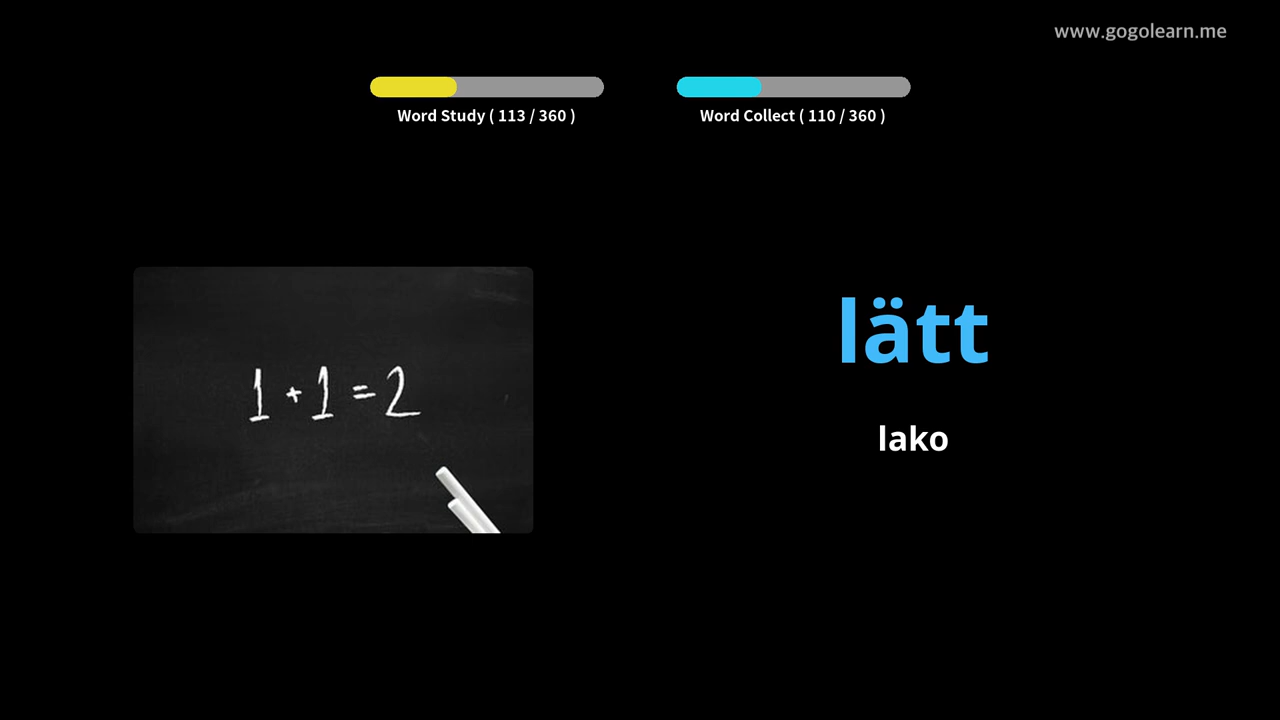 www.gogolearn.me
Word Study ( 113 / 360 )
Word Collect ( 110 / 360 )
1 + 1 = 2
lätt
lako